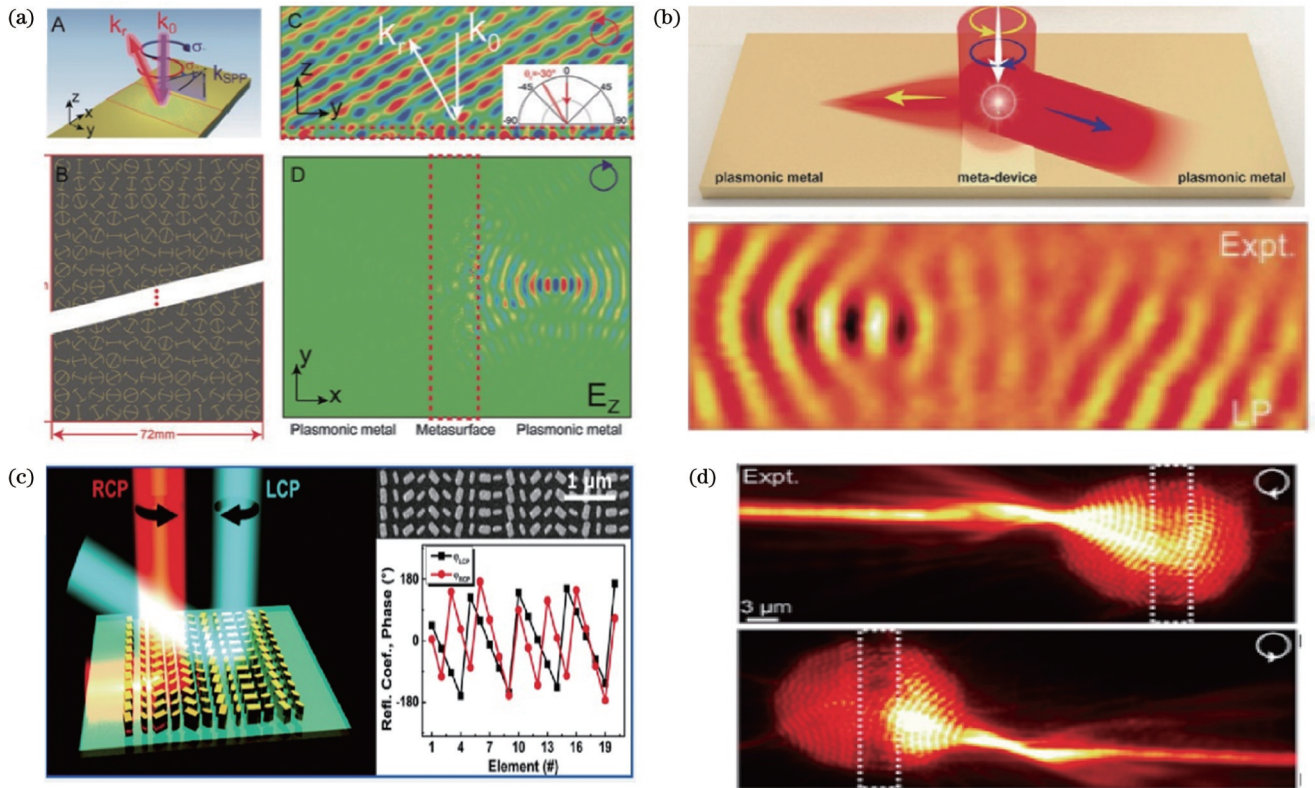 (a)
A
k_r
k_0
σ-
σ
k_SPP
z
x
y
C
k_r
k_0
z
y
θ_r=-30°
0
-45
45
-90
90
B
72mm
D
y
x
E_z
Plasmonic metal
Metasurface
Plasmonic metal
(b)
plasmonic metal
meta-device
plasmonic metal
Expt.
LP
(c)
RCP
LCP
1 μm
φ_LCP
φ_RCP
Refl. Coef., Phase (°)
180
0
-180
1 4 7 10 13 16 19
Element (#)
(d)
Expt.
3 μm